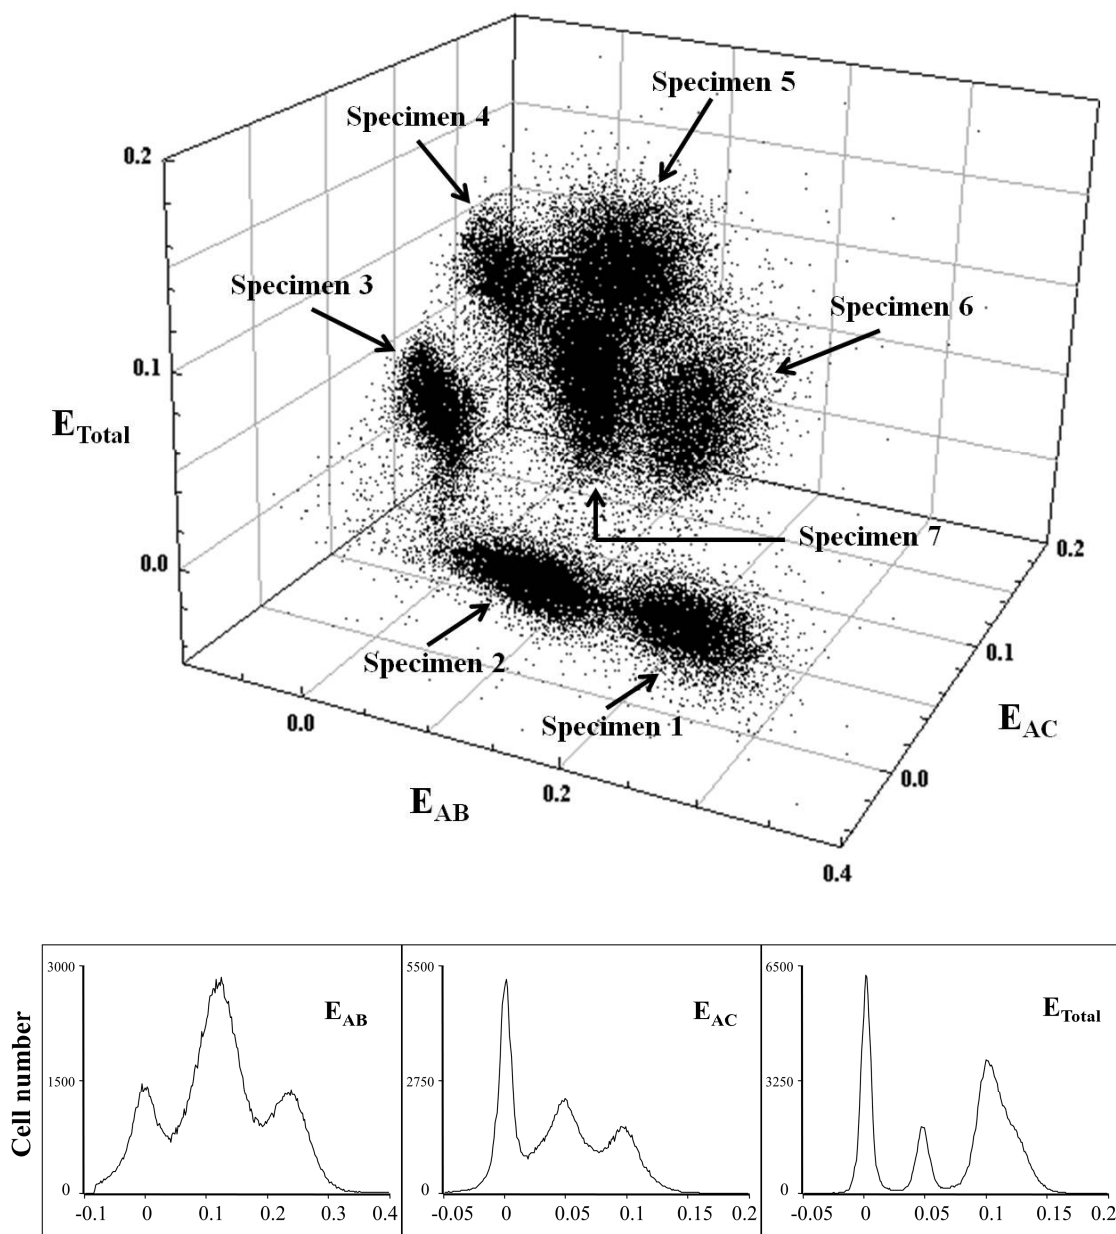 Specimen 5
Specimen 4
0.2
Specimen 3
Specimen 6
0.1
E_Total
Specimen 7
0.2
0.0
0.1
Specimen 2
E_AC
Specimen 1
0.0
0.0
E_AB
0.2
0.4
3000
5500
6500
E_AB
E_AC
E_Total
Cell number
1500
2750
3250
0
0
0
-0.1 0 0.1 0.2 0.3 0.4
-0.05 0 0.05 0.1 0.15 0.2
-0.05 0 0.05 0.1 0.15 0.2